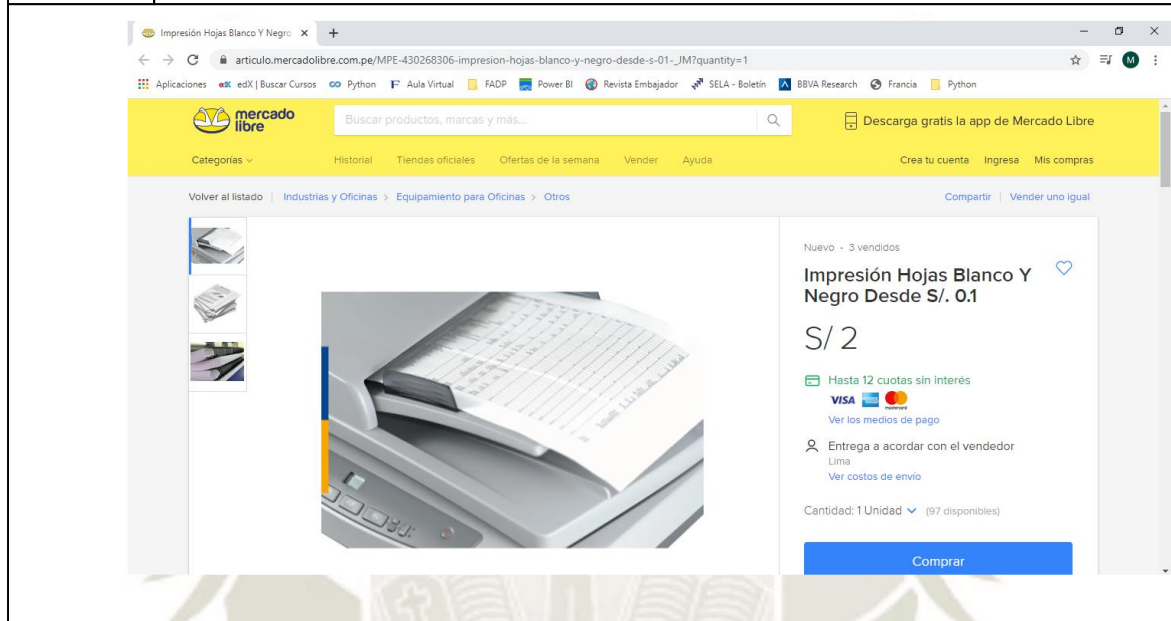 Impresión Hojas Blanco Y Negro
articulo.mercadolibre.com.pe/MPE-430268306-impresion-hojas-blanco-y-negro-desde-s-01-_JM?quantity=1
M
Aplicaciones edX | Buscar Cursos Python Aula Virtual FADP Power BI Revista Embajador SELA - Boletín BBVA Research Francia Python
mercado
libre
Buscar productos, marcas y más...
Descarga gratis la app de Mercado Libre
Categorías Historial Tiendas oficiales Ofertas de la semana Vender Ayuda Crea tu cuenta Ingresa Mis compras
Volver al listado | Industrias y Oficinas > Equipamiento para Oficinas > Otros Compartir | Vender uno igual
Nuevo - 3 vendidos
Impresión Hojas Blanco Y
Negro Desde S/. 0.1
S/ 2
Hasta 12 cuotas sin interés
VISA mastercard
Ver los medios de pago
Entrega a acordar con el vendedor
Lima
Ver costos de envío
Cantidad: 1 Unidad (97 disponibles)
Comprar